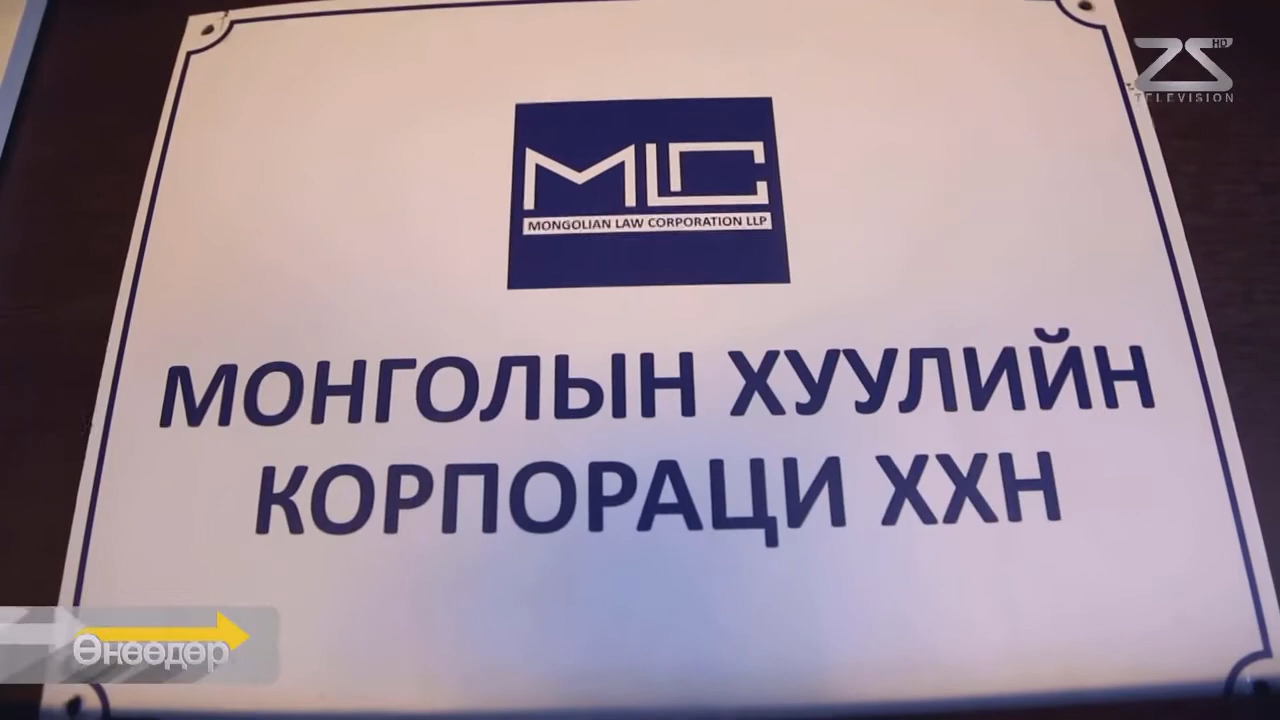 HD
ZS
TELEVISION
MLC
MONGOLIAN LAW CORPORATION LLP
МОНГОЛЫН ХУУЛИЙН
КОРПОРАЦИ ХХН
Өнөөдөр